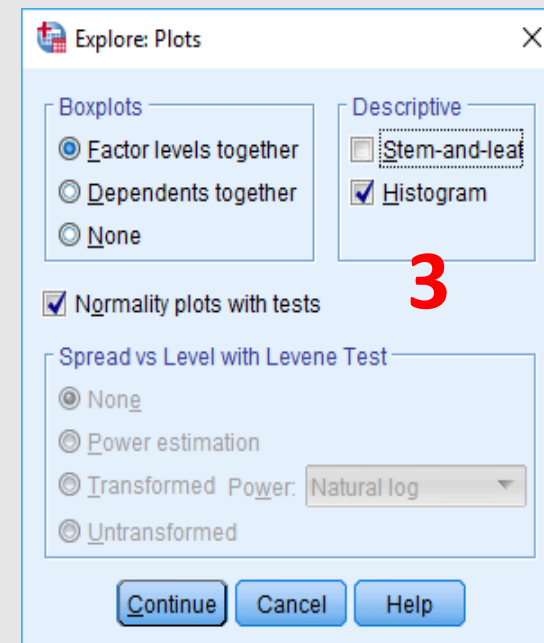 Explore: Plots
Boxplots
Factor levels together
Dependents together
None
Descriptive
Stem-and-leaf
Histogram
3
Normality plots with tests
Spread vs Level with Levene Test
None
Power estimation
Transformed Power: Natural log
Untransformed
Continue Cancel Help